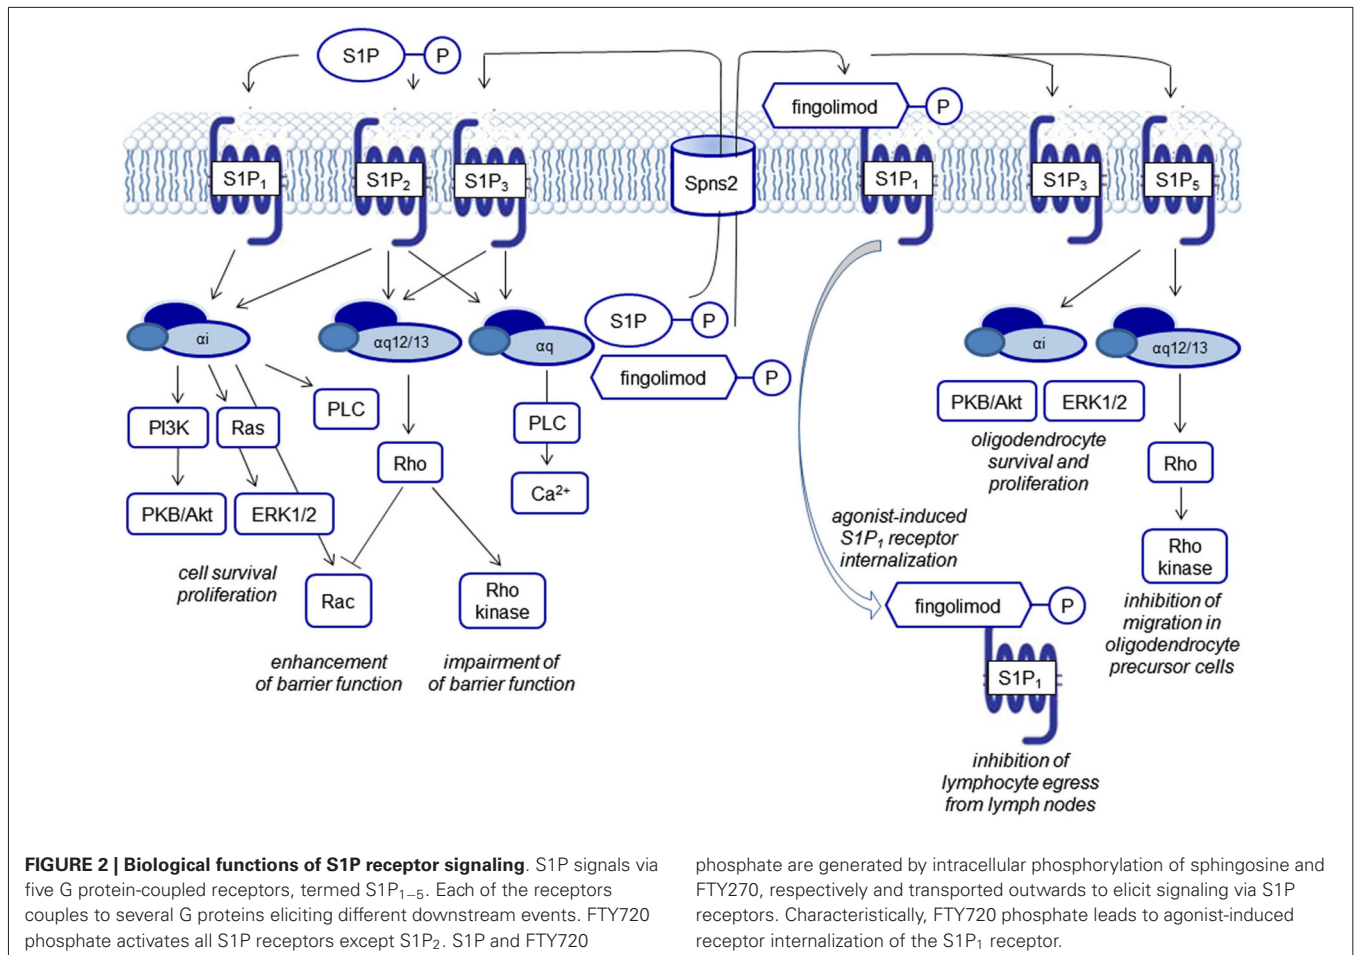 S1P P
fingolimod P
S1P1
S1P2
S1P3
Spns2
S1P1
S1P3
S1P5
αi
αq12/13
αq
S1P P
fingolimod P
αi
αq12/13
PI3K
Ras
PLC
PLC
PKB/Akt
ERK1/2
Rho
Ca²⁺
PKB/Akt
ERK1/2
oligodendrocyte
survival and
proliferation
Rho
cell survival
proliferation
Rac
Rho
kinase
agonist-induced
S1P1 receptor
internalization
Rho
kinase
enhancement
of barrier function
impairment of
of barrier function
fingolimod P
S1P1
inhibition of
migration in
oligodendrocyte
precursor cells
inhibition of
lymphocyte egress
from lymph nodes
FIGURE 2 | Biological functions of S1P receptor signaling. S1P signals via
five G protein-coupled receptors, termed S1P1–5. Each of the receptors
couples to several G proteins eliciting different downstream events. FTY720
phosphate activates all S1P receptors except S1P2. S1P and FTY720
phosphate are generated by intracellular phosphorylation of sphingosine and
FTY270, respectively and transported outwards to elicit signaling via S1P
receptors. Characteristically, FTY720 phosphate leads to agonist-induced
receptor internalization of the S1P1 receptor.